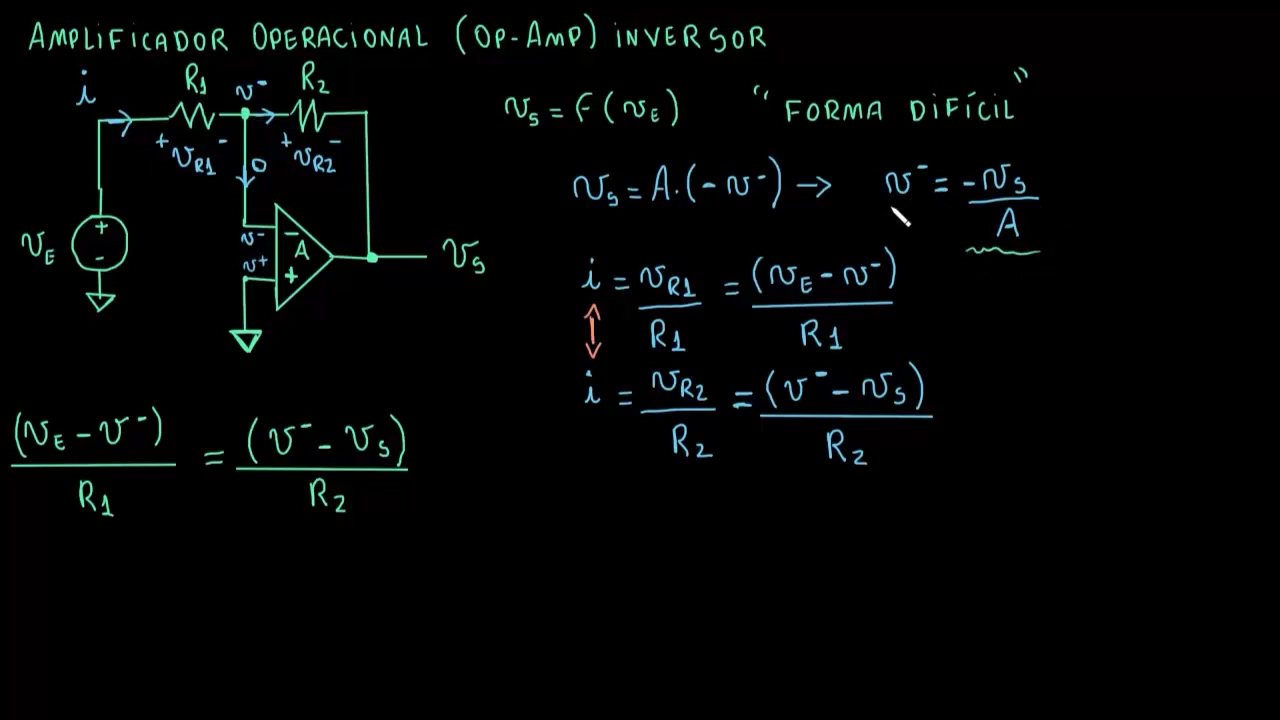 AMPLIFICADOR OPERACIONAL (OP-AMP) INVERSOR
i
R1
v⁻
R2
+ vR1 -
0
+ vR2 -
vE
+
-
v⁻
v⁺
-
A
+
vS
vS = F(vE)
"FORMA DIFÍCIL"
vS = A.(-v⁻) → v⁻ = -vS / A
i = vR1 / R1 = (vE - v⁻) / R1
i = vR2 / R2 = (v⁻ - vS) / R2
(vE - v⁻) / R1 = (v⁻ - vS) / R2